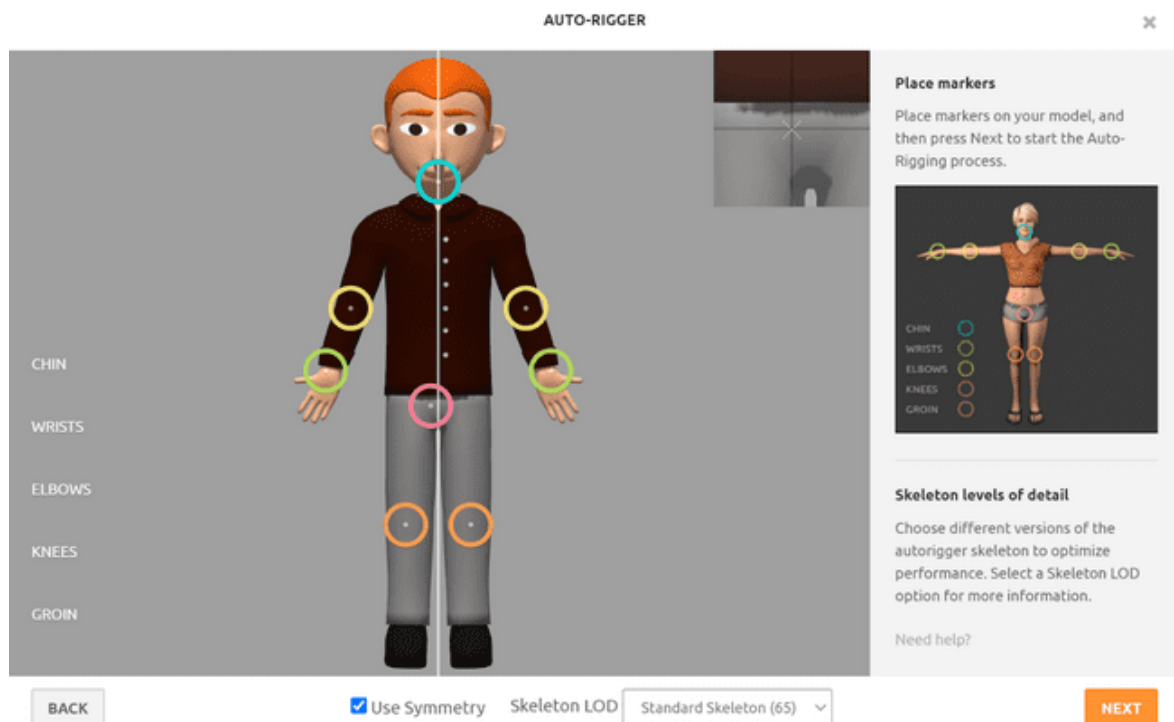 AUTO-RIGGER
×
Place markers
Place markers on your model, and
then press Next to start the Auto-
Rigging process.
CHIN
WRISTS
ELBOWS
KNEES
GROIN
CHIN
WRISTS
ELBOWS
KNEES
GROIN
Skeleton levels of detail
Choose different versions of the
autorigger skeleton to optimize
performance. Select a Skeleton LOD
option for more information.
Need help?
BACK
Use Symmetry
Skeleton LOD
Standard Skeleton (65)
NEXT